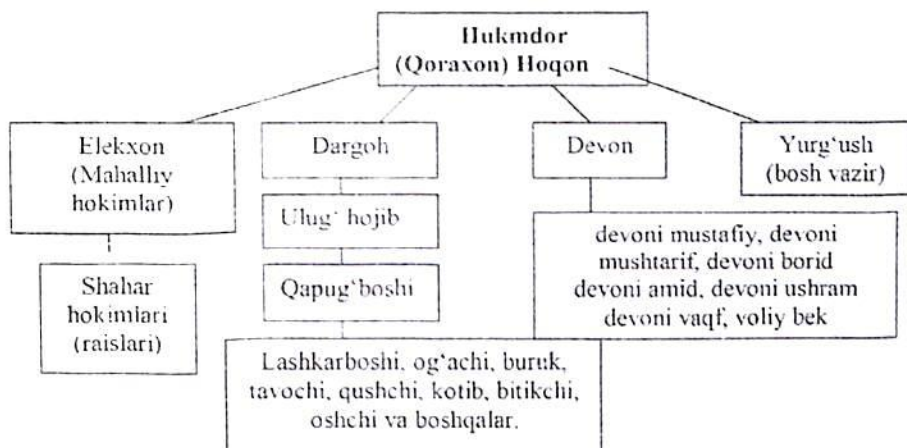 Hukmdor
(Qoraxon) Hoqon
Elekxon
(Mahalliy
hokimlar)
Dargoh
Devon
Yurg‘ush
(bosh vazir)
Ulug‘ hojib
Shahar
hokimlari
(raislari)
Qapug‘boshi
devoni mustafiy, devoni
mushtarif, devoni borid
devoni amid, devoni ushram
devoni vaqf, voliy bek
Lashkarboshi, og‘achi, buruk,
tavochi, qushchi, kotib, bitikchi,
oshchi va boshqalar.